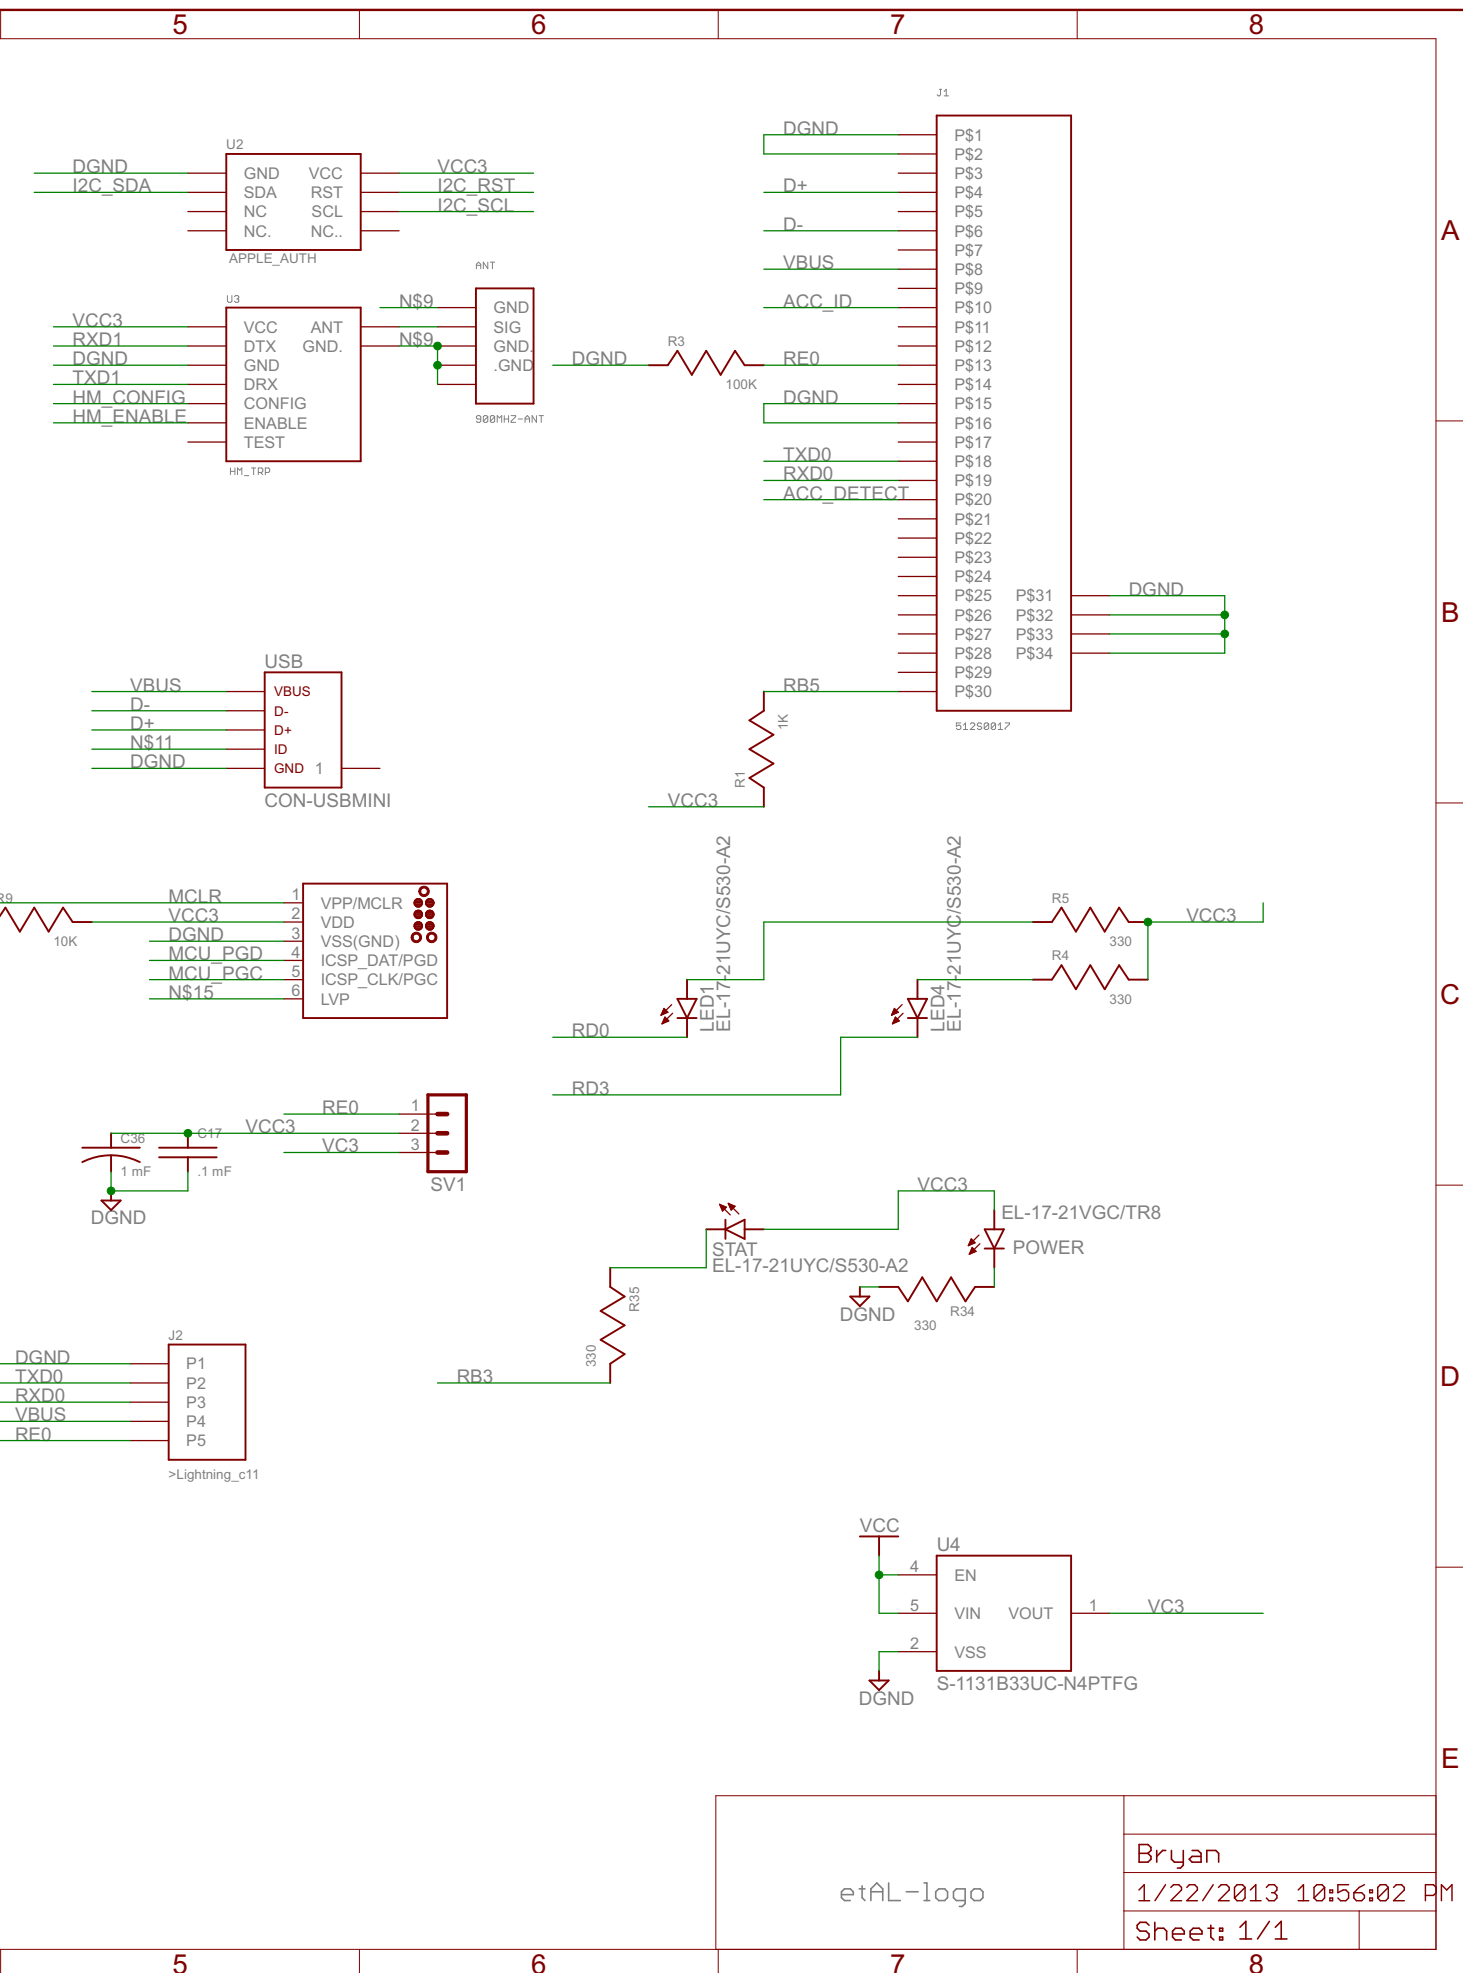 5 6 7 8
J1
U2
DGND GND VCC VCC3
I2C_SDA SDA RST I2C_RST
NC SCL I2C_SCL
NC. NC..
APPLE_AUTH
DGND P$1
P$2
P$3
D+ P$4
P$5
D- P$6
P$7
VBUS P$8
P$9
ACC_ID P$10
P$11
P$12
DGND R3 100K RE0 P$13
P$14
DGND P$15
P$16
P$17
TXD0 P$18
RXD0 P$19
ACC_DETECT P$20
P$21
P$22
P$23
P$24
P$25 P$31 DGND
P$26 P$32
P$27 P$33
P$28 P$34
P$29
RB5 P$30
512S0017
R1 1K
VCC3
A
U3
VCC3 VCC ANT
RXD1 DTX GND.
DGND GND
TXD1 DRX
HM_CONFIG CONFIG
HM_ENABLE ENABLE
TEST
HM_TRP
ANT
N$9 GND
SIG
N$9 GND.
.GND
900MHZ-ANT
B
USB
VBUS VBUS
D- D-
D+ D+
N$11 ID
DGND GND 1
CON-USBMINI
R9
10K
MCLR 1 VPP/MCLR
VCC3 2 VDD
DGND 3 VSS(GND)
MCU_PGD 4 ICSP_DAT/PGD
MCU_PGC 5 ICSP_CLK/PGC
N$15 6 LVP
LED1
EL-17-21UYC/S530-A2
LED4
EL-17-21UYC/S530-A2
R5
330
VCC3
R4
330
RD0
RD3
C
RE0 1
VCC3 2
VC3 3
SV1
C36
1 mF
C17
.1 mF
DGND
VCC3
STAT
EL-17-21UYC/S530-A2
EL-17-21VGC/TR8
POWER
DGND
R34
330
R35
330
RB3
D
J2
DGND P1
TXD0 P2
RXD0 P3
VBUS P4
RE0 P5
>Lightning_c11
VCC
U4
4 EN
5 VIN VOUT 1 VC3
2 VSS
S-1131B33UC-N4PTFG
DGND
E
etAL-logo
Bryan
1/22/2013 10:56:02 PM
Sheet: 1/1
5 6 7 8